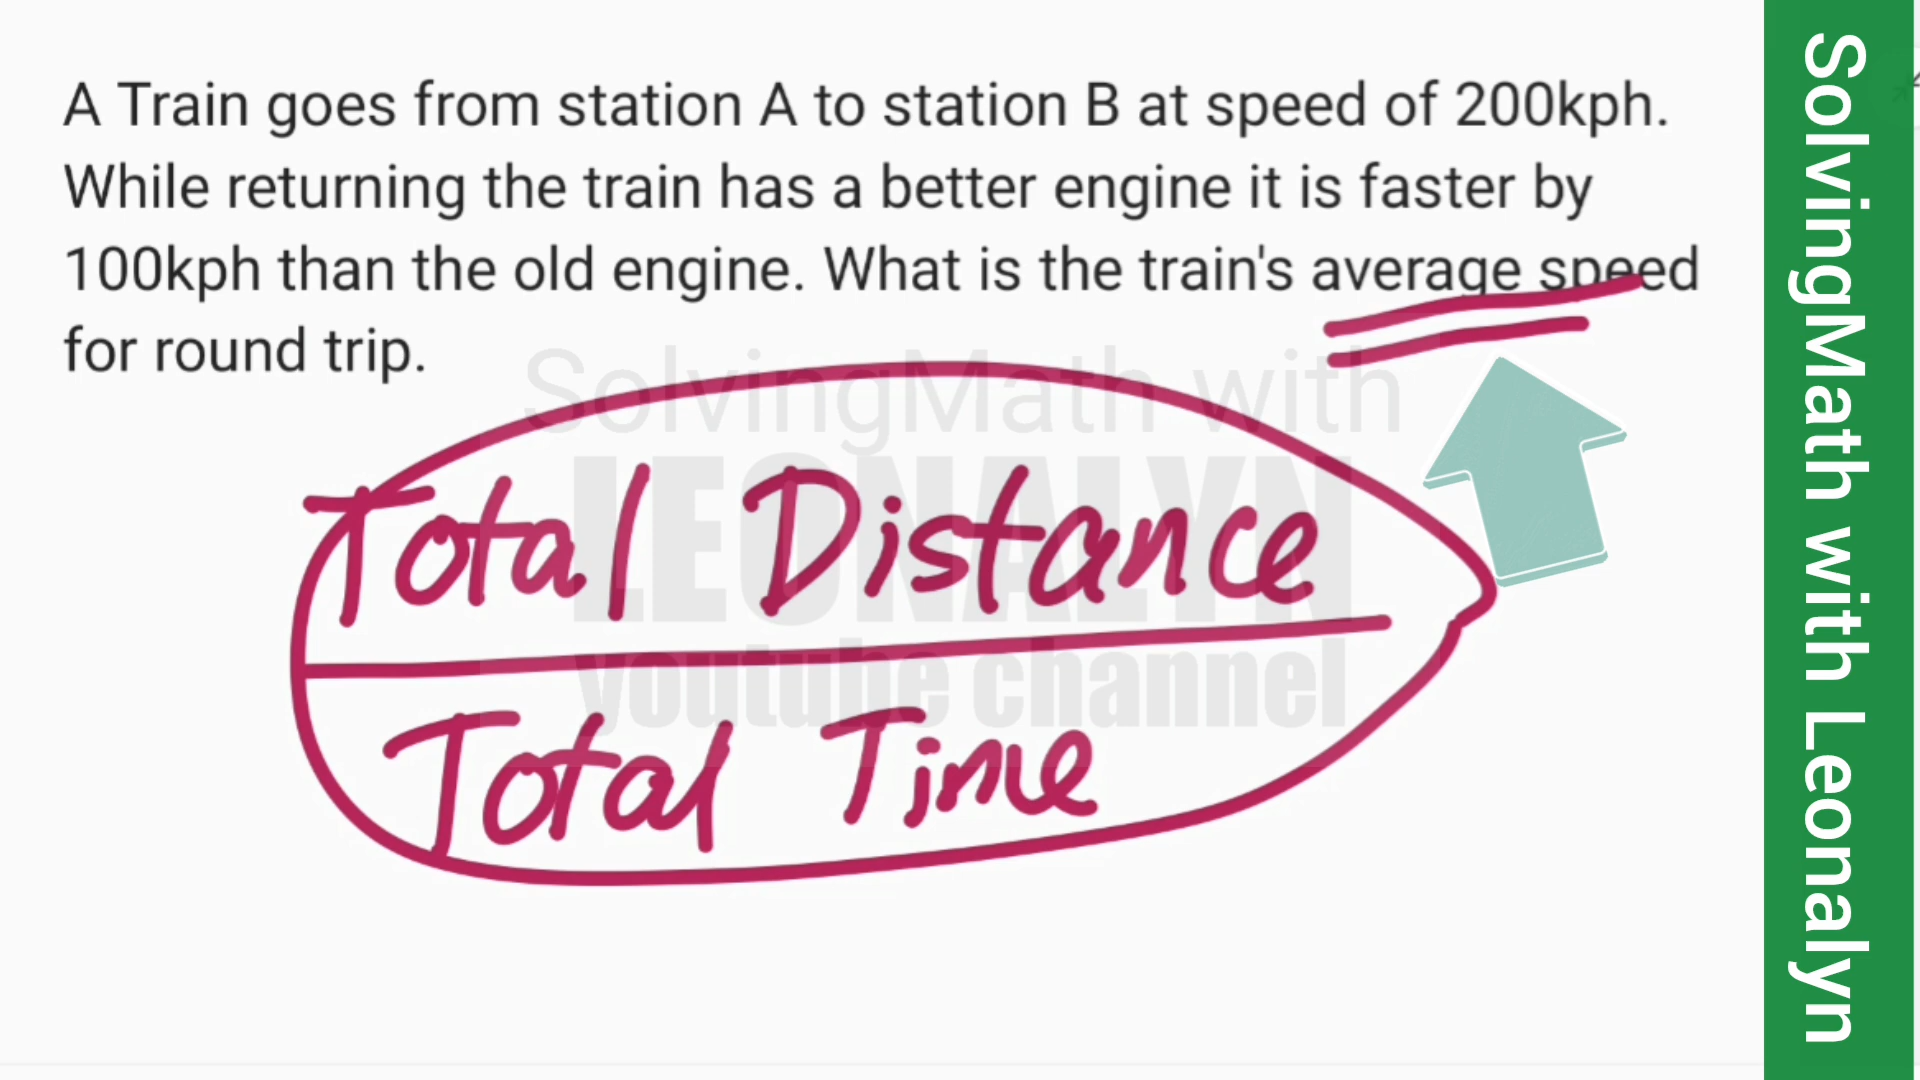 A Train goes from station A to station B at speed of 200kph.
While returning the train has a better engine it is faster by
100kph than the old engine. What is the train's average speed
for round trip.
SolvingMath with
LEONALYN
youtube channel
Total Distance
Total Time
SolvingMath with Leonalyn